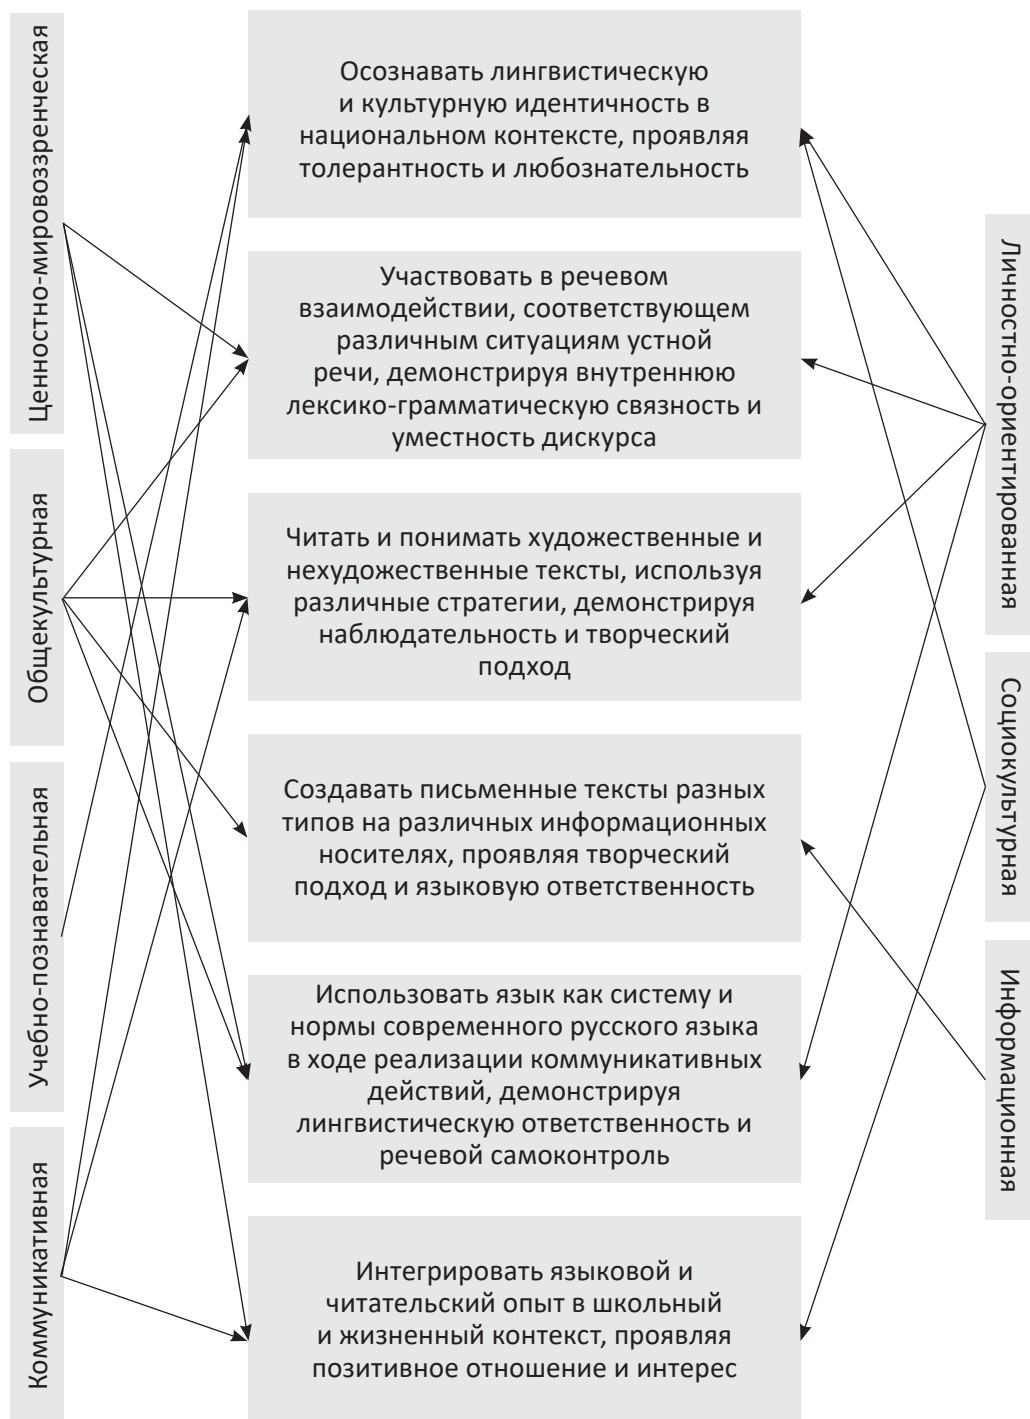 Ценностно-мировоззренческая
Общекультурная
Учебно-познавательная
Коммуникативная
Осознавать лингвистическую
и культурную идентичность в
национальном контексте, проявляя
толерантность и любознательность
Участвовать в речевом
взаимодействии, соответствующем
различным ситуациям устной
речи, демонстрируя внутреннюю
лексико-грамматическую связность и
уместность дискурса
Читать и понимать художественные и
нехудожественные тексты, используя
различные стратегии, демонстрируя
наблюдательность и творческий
подход
Создавать письменные тексты разных
типов на различных информационных
носителях, проявляя творческий
подход и языковую ответственность
Использовать язык как систему и
нормы современного русского языка
в ходе реализации коммуникативных
действий, демонстрируя
лингвистическую ответственность и
речевой самоконтроль
Интегрировать языковой и
читательский опыт в школьный
и жизненный контекст, проявляя
позитивное отношение и интерес
Личностно-ориентированная
Социокультурная
Информационная